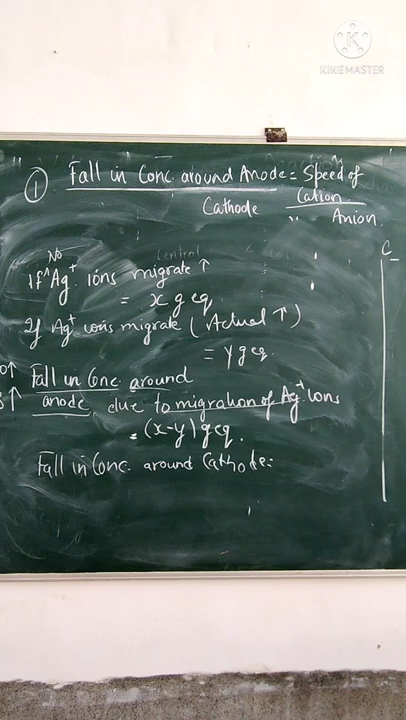 K
KIKEMASTER
① Fall in Conc. around Anode = Speed of Cation
Cathode " Anion
No
If ^ Ag+ ions migrate ↑
= x g eq.
If Ag+ ions migrate (Actual ↑)
= y g eq.
Fall in Conc. around
anode due to migration of Ag+ ions
= (x-y) g eq.
Fall in Conc. around Cathode=